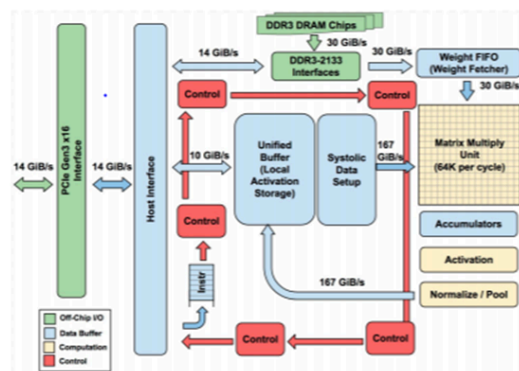 DDR3 DRAM Chips
14 GiB/s
30 GiB/s
30 GiB/s
DDR3-2133
Interfaces
Weight FIFO
(Weight Fetcher)
Control
Control
30 GiB/s
14 GiB/s
PCIe Gen3 x16
Interface
14 GiB/s
Host Interface
10 GiB/s
Unified
Buffer
(Local
Activation
Storage)
Systolic
Data
Setup
167
GiB/s
Matrix Multiply
Unit
(64K per cycle)
Control
Accumulators
Activation
Instr
167 GiB/s
Normalize / Pool
Off-Chip I/O
Data Buffer
Computation
Control
Control
Control